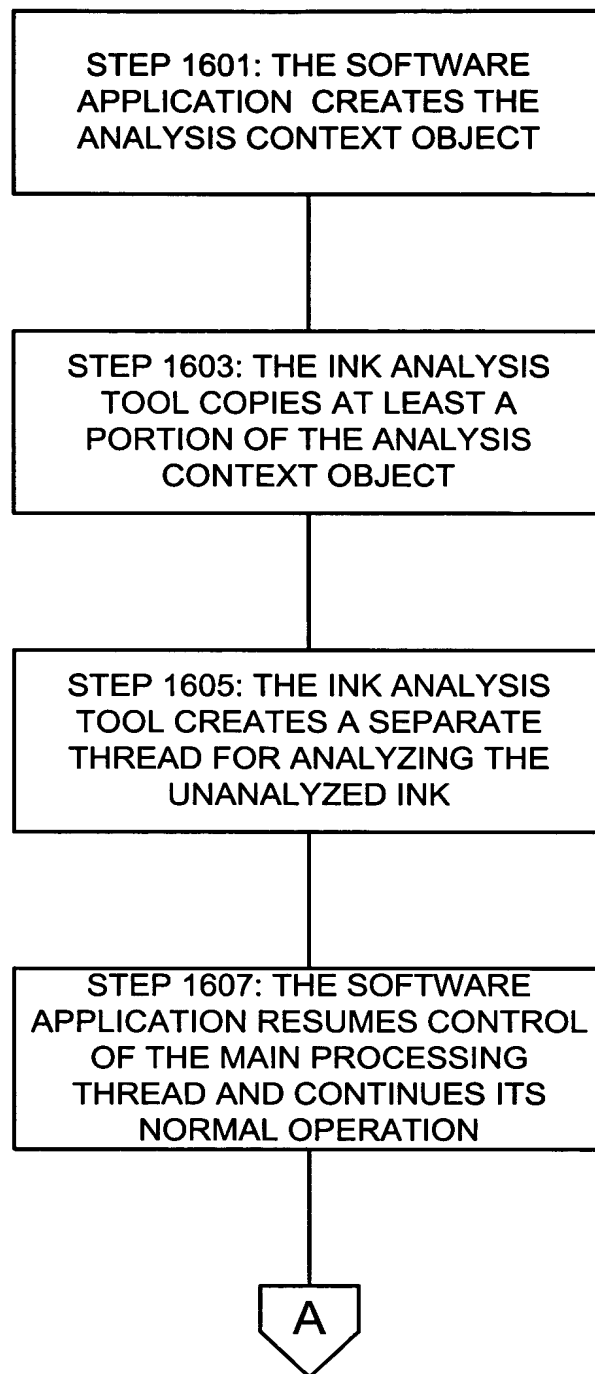 STEP 1601: THE SOFTWARE
APPLICATION CREATES THE
ANALYSIS CONTEXT OBJECT
STEP 1603: THE INK ANALYSIS
TOOL COPIES AT LEAST A
PORTION OF THE ANALYSIS
CONTEXT OBJECT
STEP 1605: THE INK ANALYSIS
TOOL CREATES A SEPARATE
THREAD FOR ANALYZING THE
UNANALYZED INK
STEP 1607: THE SOFTWARE
APPLICATION RESUMES CONTROL
OF THE MAIN PROCESSING
THREAD AND CONTINUES ITS
NORMAL OPERATION
A